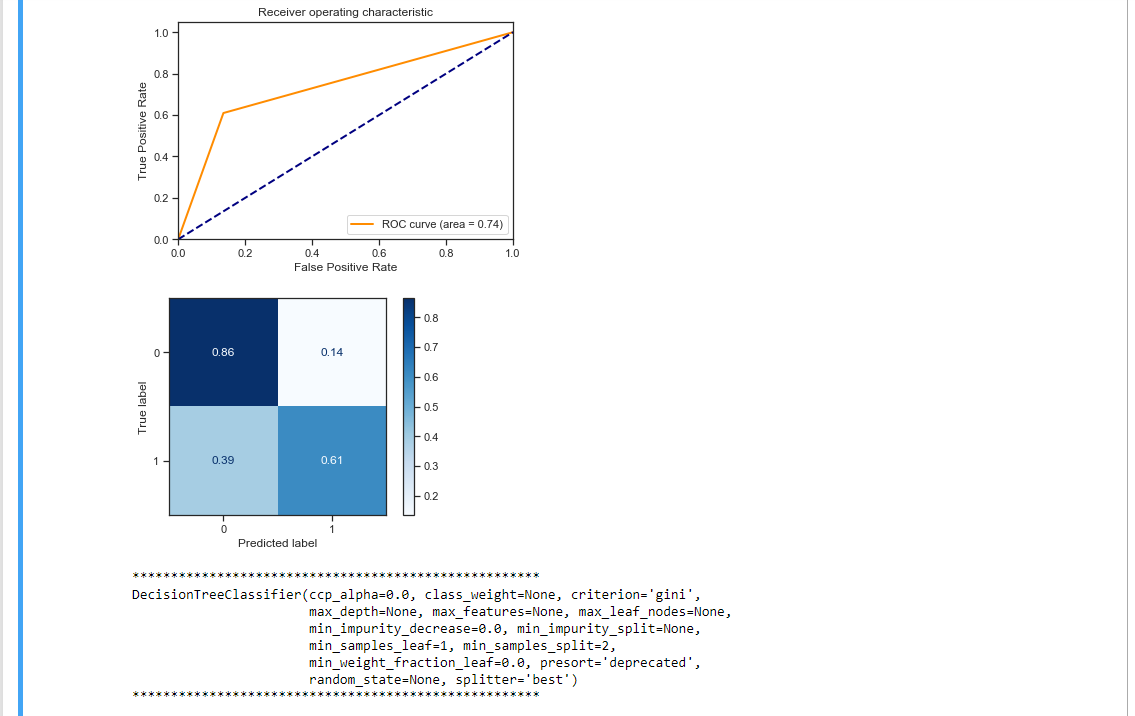 Receiver operating characteristic
1.0
0.8
0.6
0.4
0.2
0.0
True Positive Rate
ROC curve (area = 0.74)
0.0 0.2 0.4 0.6 0.8 1.0
False Positive Rate
0.86 0.14
0.39 0.61
0
1
True label
0 1
Predicted label
0.8
0.7
0.6
0.5
0.4
0.3
0.2
*****************************************************
DecisionTreeClassifier(ccp_alpha=0.0, class_weight=None, criterion='gini',
max_depth=None, max_features=None, max_leaf_nodes=None,
min_impurity_decrease=0.0, min_impurity_split=None,
min_samples_leaf=1, min_samples_split=2,
min_weight_fraction_leaf=0.0, presort='deprecated',
random_state=None, splitter='best')
*****************************************************